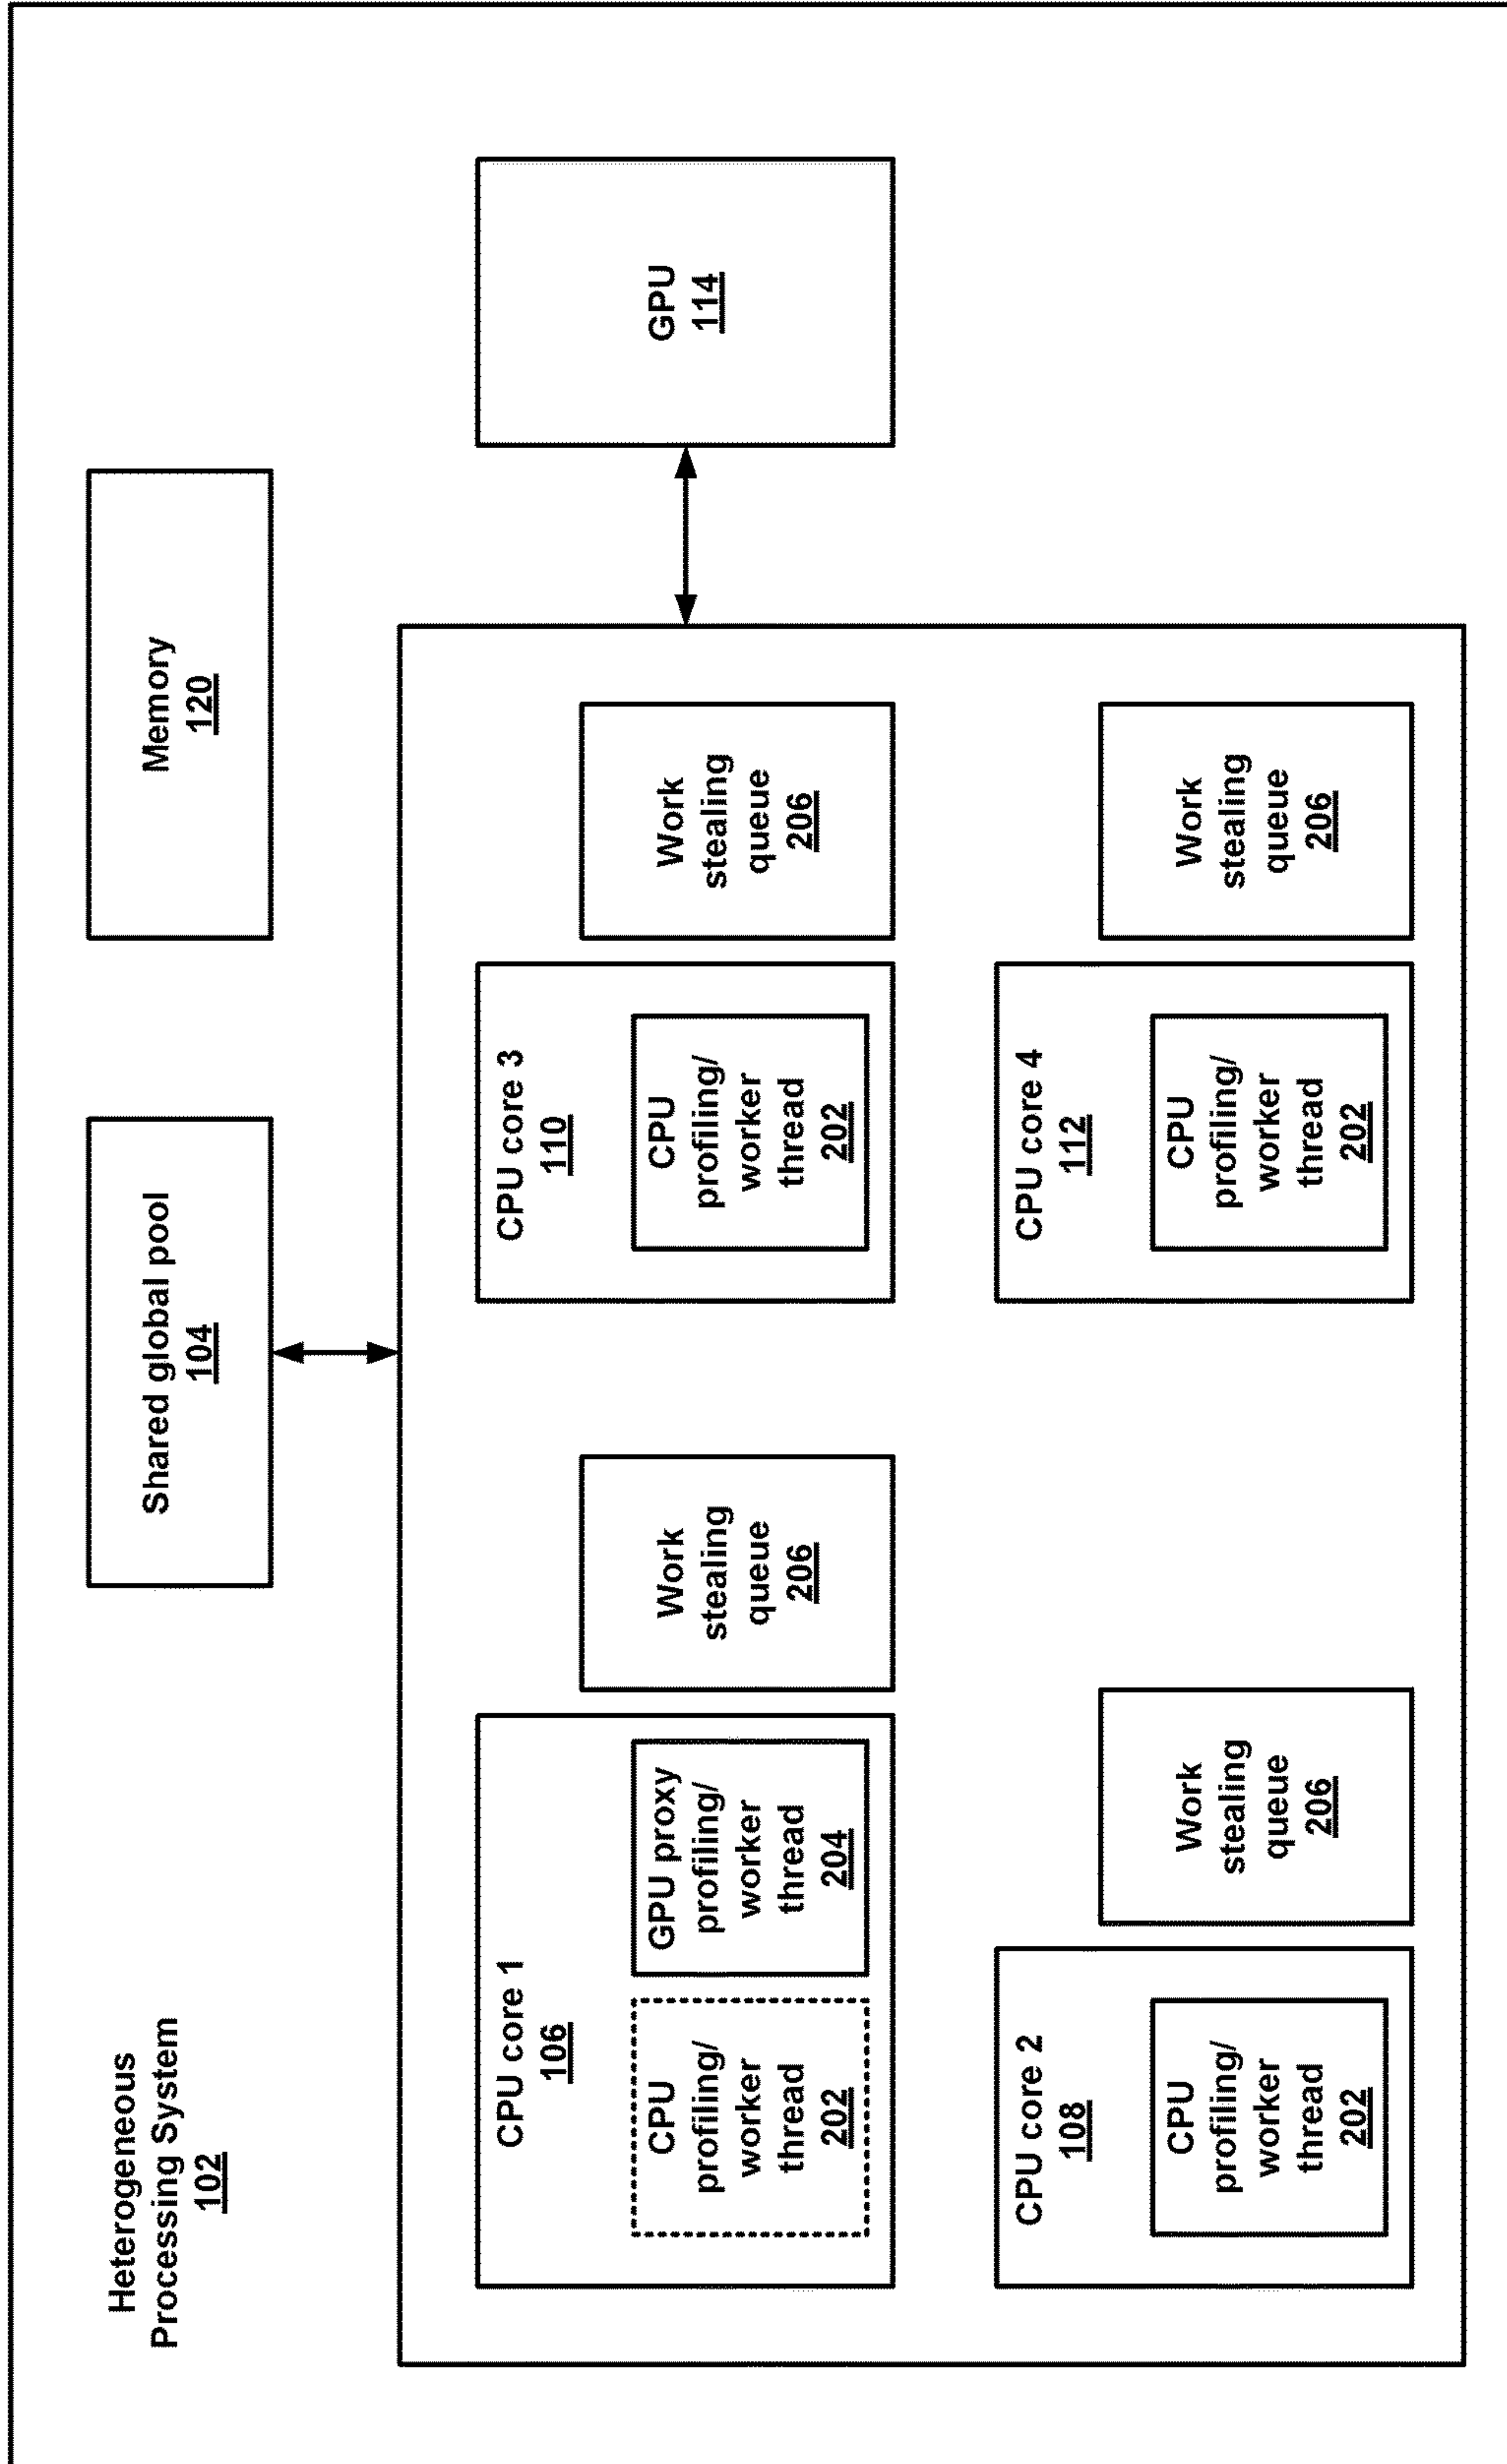 Heterogeneous
Processing System
102
Shared global pool
104
Memory
120
CPU core 1
106
CPU
profiling/
worker
thread
202
GPU proxy
profiling/
worker
thread
204
Work
stealing
queue
206
CPU core 3
110
CPU
profiling/
worker
thread
202
Work
stealing
queue
206
GPU
114
CPU core 2
108
CPU
profiling/
worker
thread
202
Work
stealing
queue
206
CPU core 4
112
CPU
profiling/
worker
thread
202
Work
stealing
queue
206